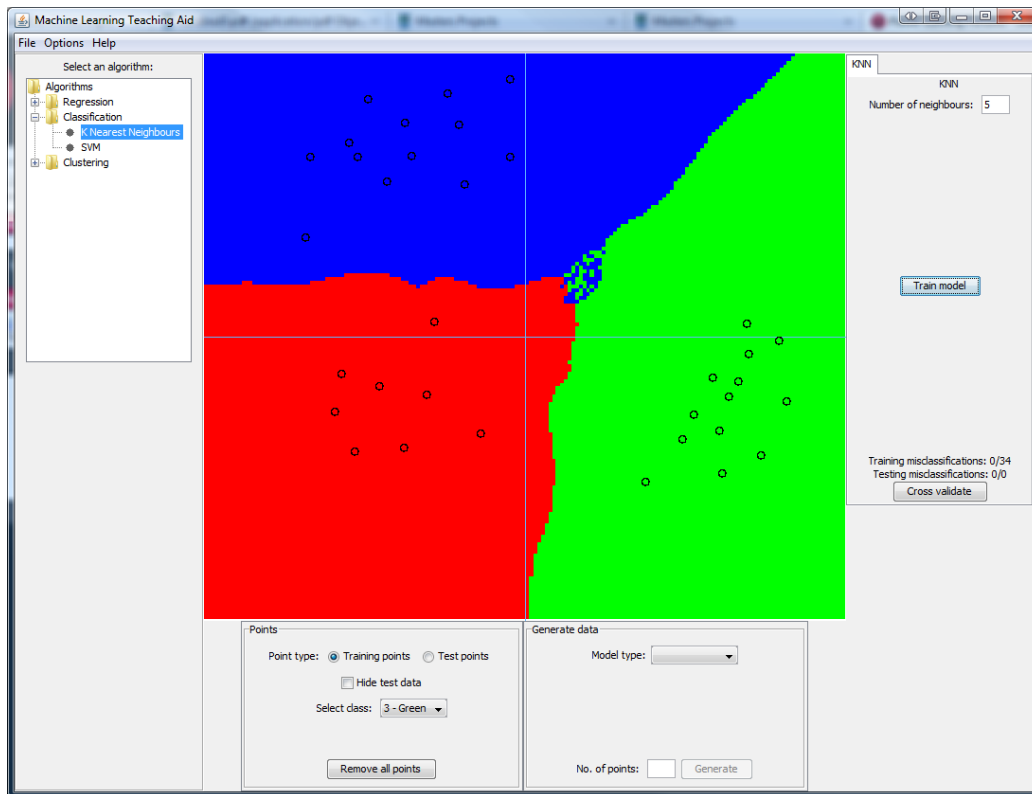 Machine Learning Teaching Aid
File Options Help
Select an algorithm:
Algorithms
Regression
Classification
K Nearest Neighbours
SVM
Clustering
KNN
KNN
Number of neighbours: 5
Train model
Training misclassifications: 0/34
Testing misclassifications: 0/0
Cross validate
Points
Point type: Training points Test points
Hide test data
Select class: 3 - Green
Remove all points
Generate data
Model type:
No. of points: Generate